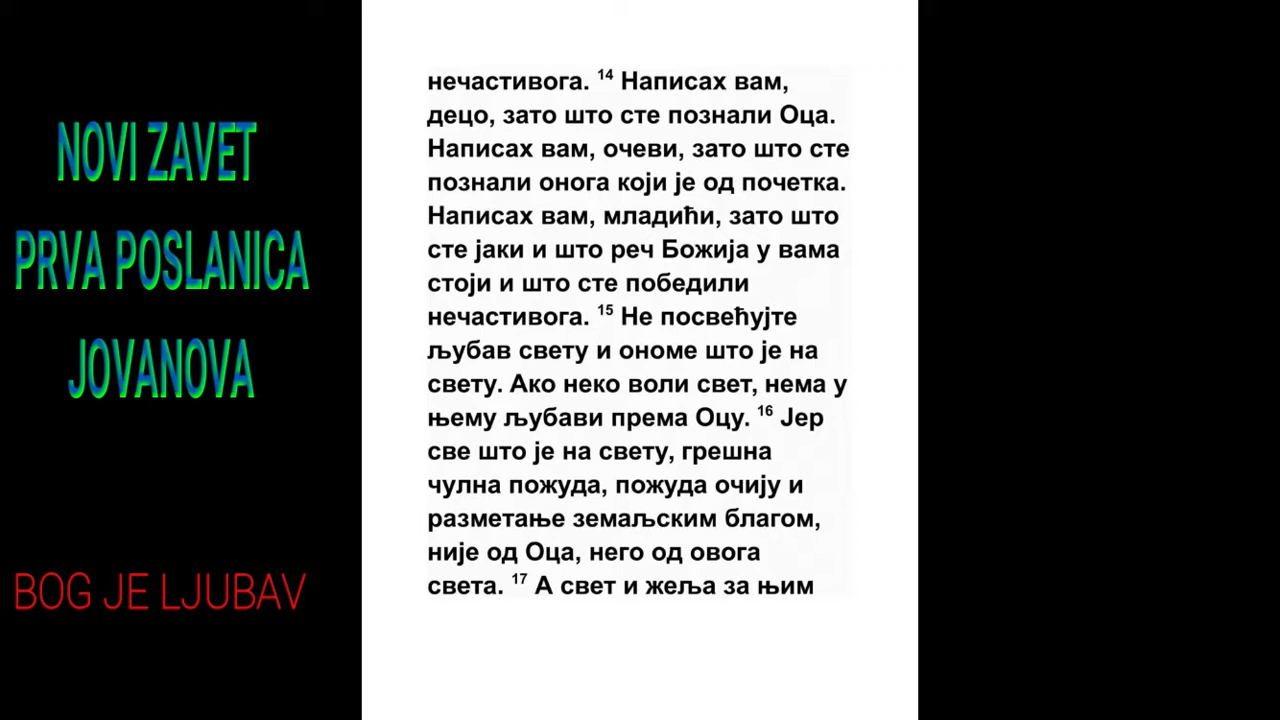 NOVI ZAVET
PRVA POSLANICA
JOVANOVA
BOG JE LJUBAV
нечастивога. 14 Написах вам,
децо, зато што сте познали Оца.
Написах вам, очеви, зато што сте
познали онога који је од почетка.
Написах вам, младићи, зато што
сте јаки и што реч Божија у вама
стоји и што сте победили
нечастивога. 15 Не посвећујте
љубав свету и ономе што је на
свету. Ако неко воли свет, нема у
њему љубави према Оцу. 16 Јер
све што је на свету, грешна
чулна пожуда, пожуда очију и
разметање земаљским благом,
није од Оца, него од овога
света. 17 А свет и жеља за њим